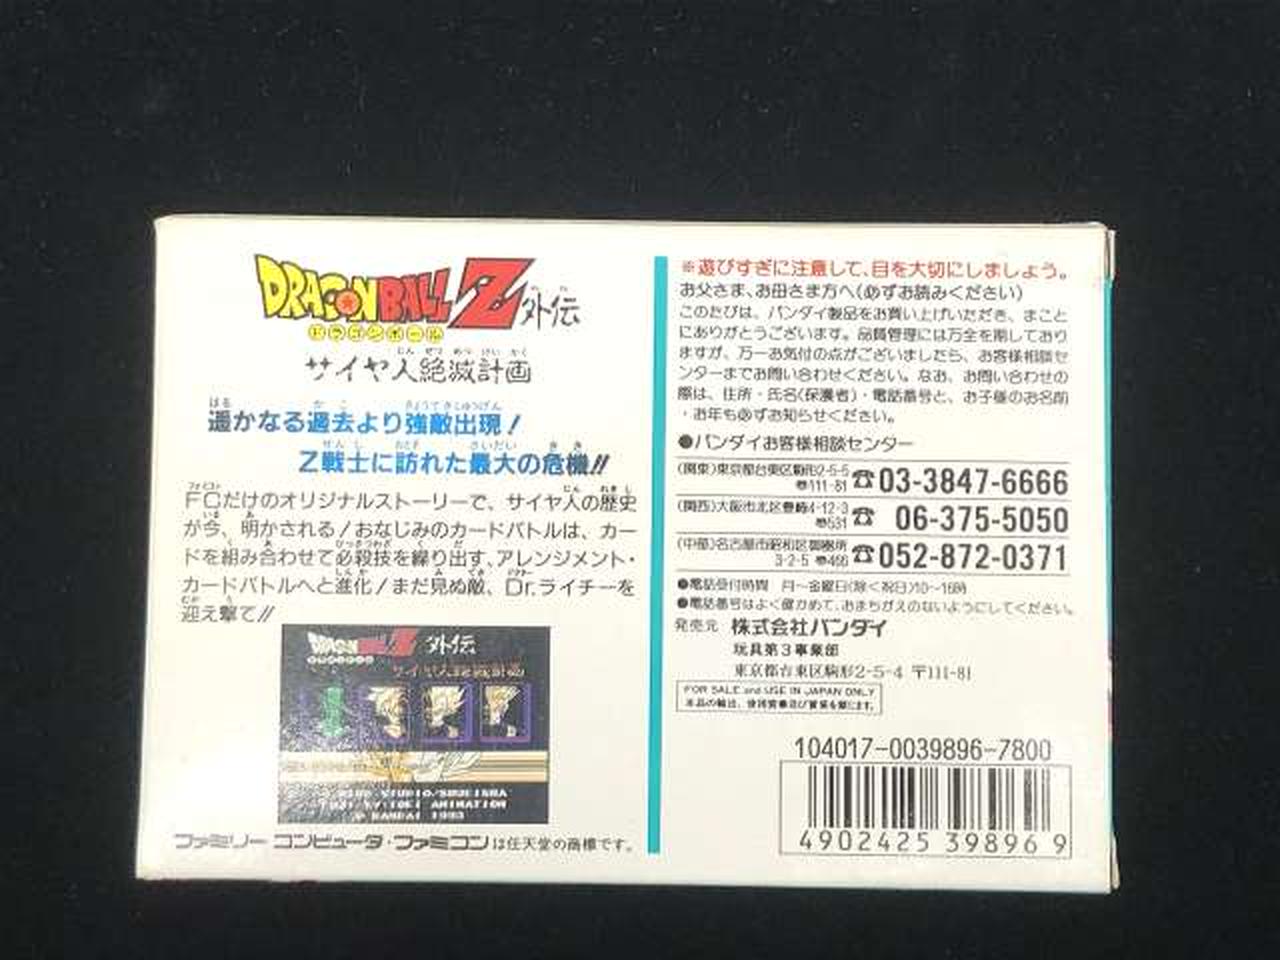 DRAGON BALL Z 外伝
ドラゴンボール
サイヤ人絶滅計画
遥かなる過去より強敵出現!
Z戦士に訪れた最大の危機!!
FCだけのオリジナルストーリーで、サイヤ人の歴史
が今、明かされる!おなじみのカードバトルは、カー
ドを組み合わせて必殺技を繰り出す、アレンジメント・
カードバトルへと進化!まだ見ぬ敵、Dr.ライチーを
迎え撃て!!
DRAGON BALL Z 外伝
サイヤ人絶滅計画
BIRD STUDIO/SHUEISHA
TOEI ANIMATION
© BANDAI 1993
ファミリー コンピュータ・ファミコンは任天堂の商標です。
※遊びすぎに注意して、目を大切にしましょう。
お父さま、お母さま方へ(必ずお読みください)
このたびは、バンダイ製品をお買い上げいただき、まこと
にありがとうございます。品質管理には万全を期しており
ますが、万一お気付の点がございましたら、お客様相談セ
ンターまでお問い合わせください。なお、お問い合わせの
際は、住所・氏名(保護者)・電話番号と、お子様のお名前
・お年も必ずお知らせください。
●バンダイお客様相談センター
(関東)東京都台東区駒形2-5-5
〠111-81 ☎03-3847-6666
(関西)大阪市北区豊崎4-12-3
〠531 ☎ 06-375-5050
(中部)名古屋市昭和区御器所
3-2-5 〠466 ☎052-872-0371
●電話受付時間 月〜金曜日(除く祝日)10〜16時
●電話番号はよく確かめて、おまちがえのないようにしてください。
発売元 株式会社バンダイ
玩具第3事業部
東京都台東区駒形2-5-4 〒111-81
FOR SALE and USE IN JAPAN ONLY
本品の輸出、使用営業及び賃貸を禁じます。
104017-0039896-7800
4902425 398969